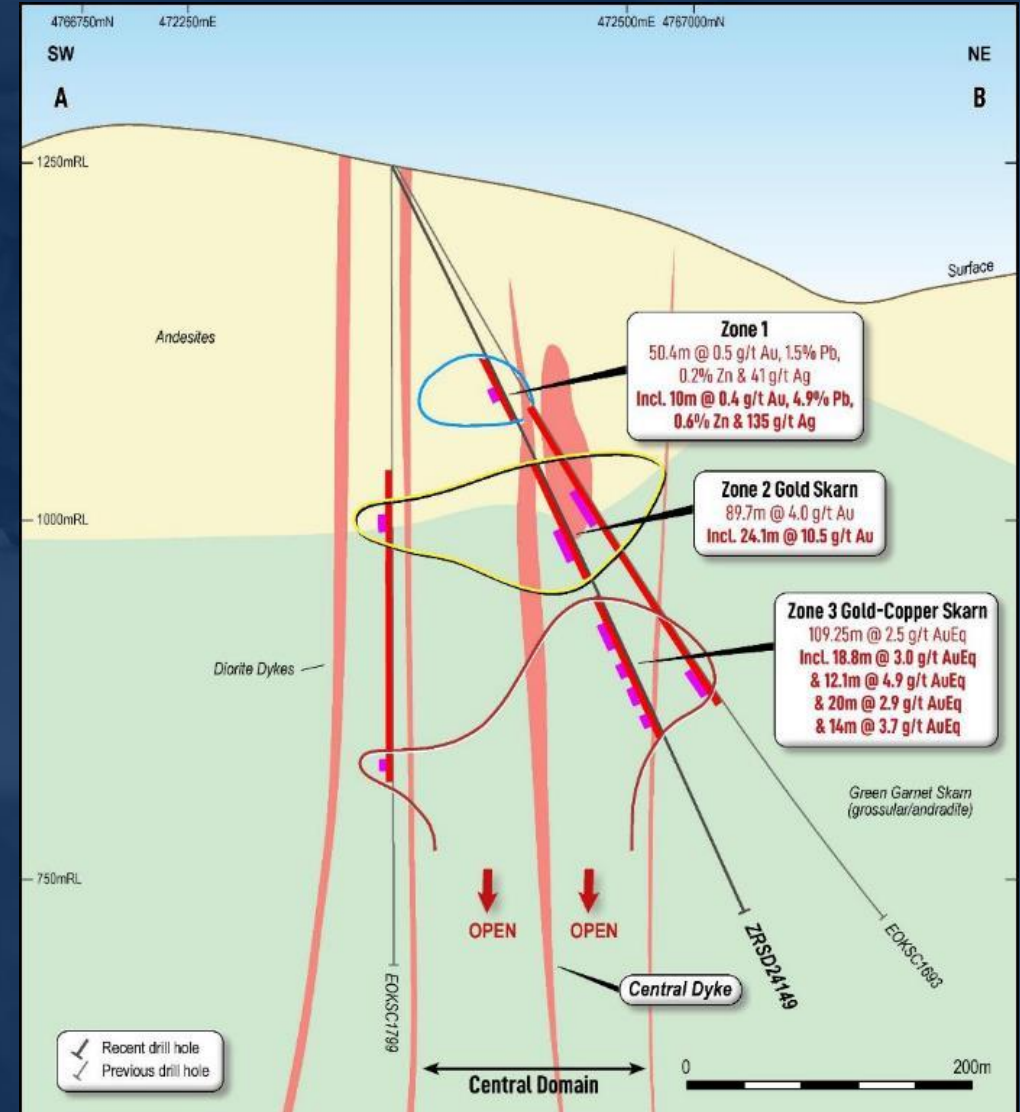 4766750mN
472250mE
472500mE 4767000mN
SW
NE
A
B
1250mRL
Surface
Andesites
Zone 1
50.4m @ 0.5 g/t Au, 1.5% Pb,
0.2% Zn & 41 g/t Ag
Incl. 10m @ 0.4 g/t Au, 4.9% Pb,
0.6% Zn & 135 g/t Ag
1000mRL
Zone 2 Gold Skarn
89.7m @ 4.0 g/t Au
Incl. 24.1m @ 10.5 g/t Au
Zone 3 Gold-Copper Skarn
109.25m @ 2.5 g/t AuEq
Incl. 18.8m @ 3.0 g/t AuEq
& 12.1m @ 4.9 g/t AuEq
& 20m @ 2.9 g/t AuEq
& 14m @ 3.7 g/t AuEq
Diorite Dykes
Green Garnet Skarn
(grossular/andradite)
750mRL
OPEN
OPEN
EOKSC1799
ZRSD24149
EOKSC1693
Central Dyke
Recent drill hole
Previous drill hole
Central Domain
0
200m